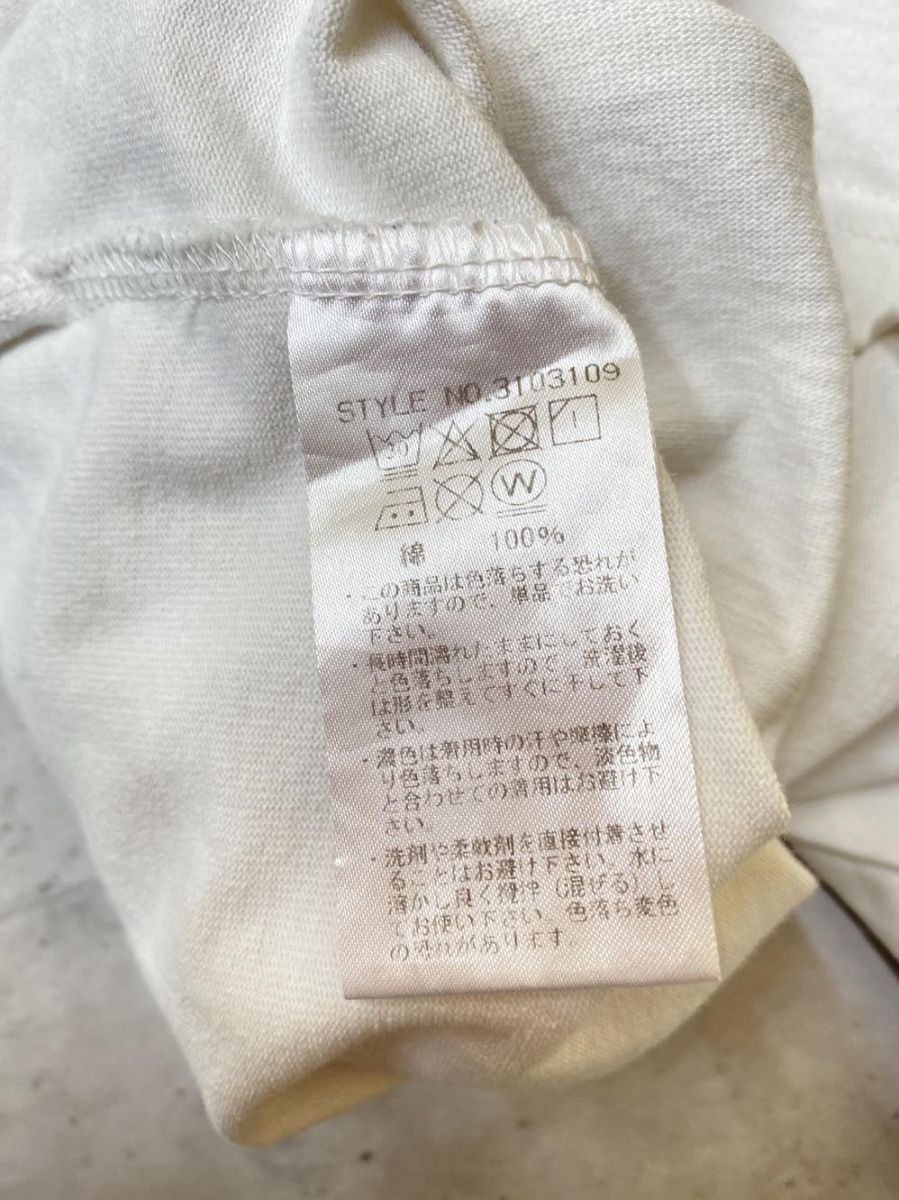 STYLE NO.3103109
30
W
綿 100%
・この商品は色落ちする恐れが
ありますので、単品でお洗い
下さい。
・長時間濡れたままにしておく
と色落ちしますので、洗濯後
は形を整えてすぐに干して下
さい。
・濃色は着用時の汗や摩擦によ
り色落ちしますので、淡色物
と合わせての着用はお避け下
さい。
・洗剤や柔軟剤を直接付着させ
ることはお避け下さい。水に
溶かし良く攪拌（混ぜる）し
てお使い下さい。色落ち変色
の恐れがあります。